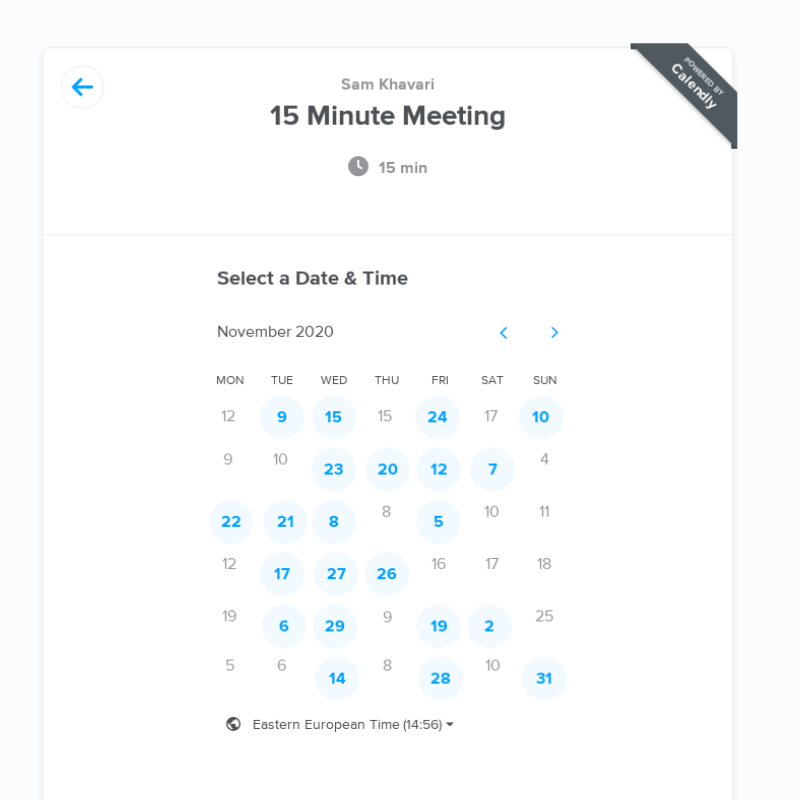 POWERED BY
Calendly
Sam Khavari
15 Minute Meeting
15 min
Select a Date & Time
November 2020
MON TUE WED THU FRI SAT SUN
12 9 15 15 24 17 10
9 10 23 20 12 7 4
22 21 8 8 5 10 11
12 17 27 26 16 17 18
19 6 29 9 19 2 25
5 6 14 8 28 10 31
Eastern European Time (14:56)